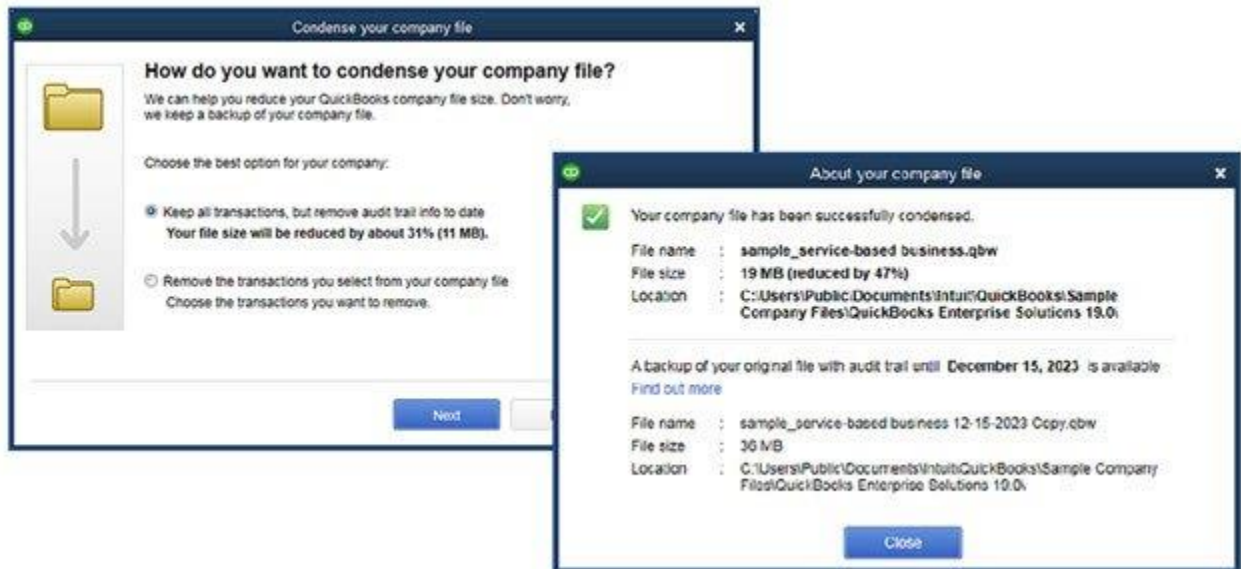 Condense your company file
How do you want to condense your company file?
We can help you reduce your QuickBooks company file size. Don't worry,
we keep a backup of your company file.
Choose the best option for your company:
Keep all transactions, but remove audit trail info to date
Your file size will be reduced by about 31% (11 MB).
Remove the transactions you select from your company file
Choose the transactions you want to remove.
Next
About your company file
Your company file has been successfully condensed.
File name : sample_service-based business.qbw
File size : 19 MB (reduced by 47%)
Location : C:\Users\Public\Documents\Intuit\QuickBooks\Sample
Company Files\QuickBooks Enterprise Solutions 19.0\
A backup of your original file with audit trail until December 15, 2023 is available
Find out more
File name : sample_service-based business 12-15-2023 Copy.qbw
File size : 36 MB
Location : C:\Users\Public\Documents\Intuit\QuickBooks\Sample Company
Files\QuickBooks Enterprise Solutions 19.0\
Close